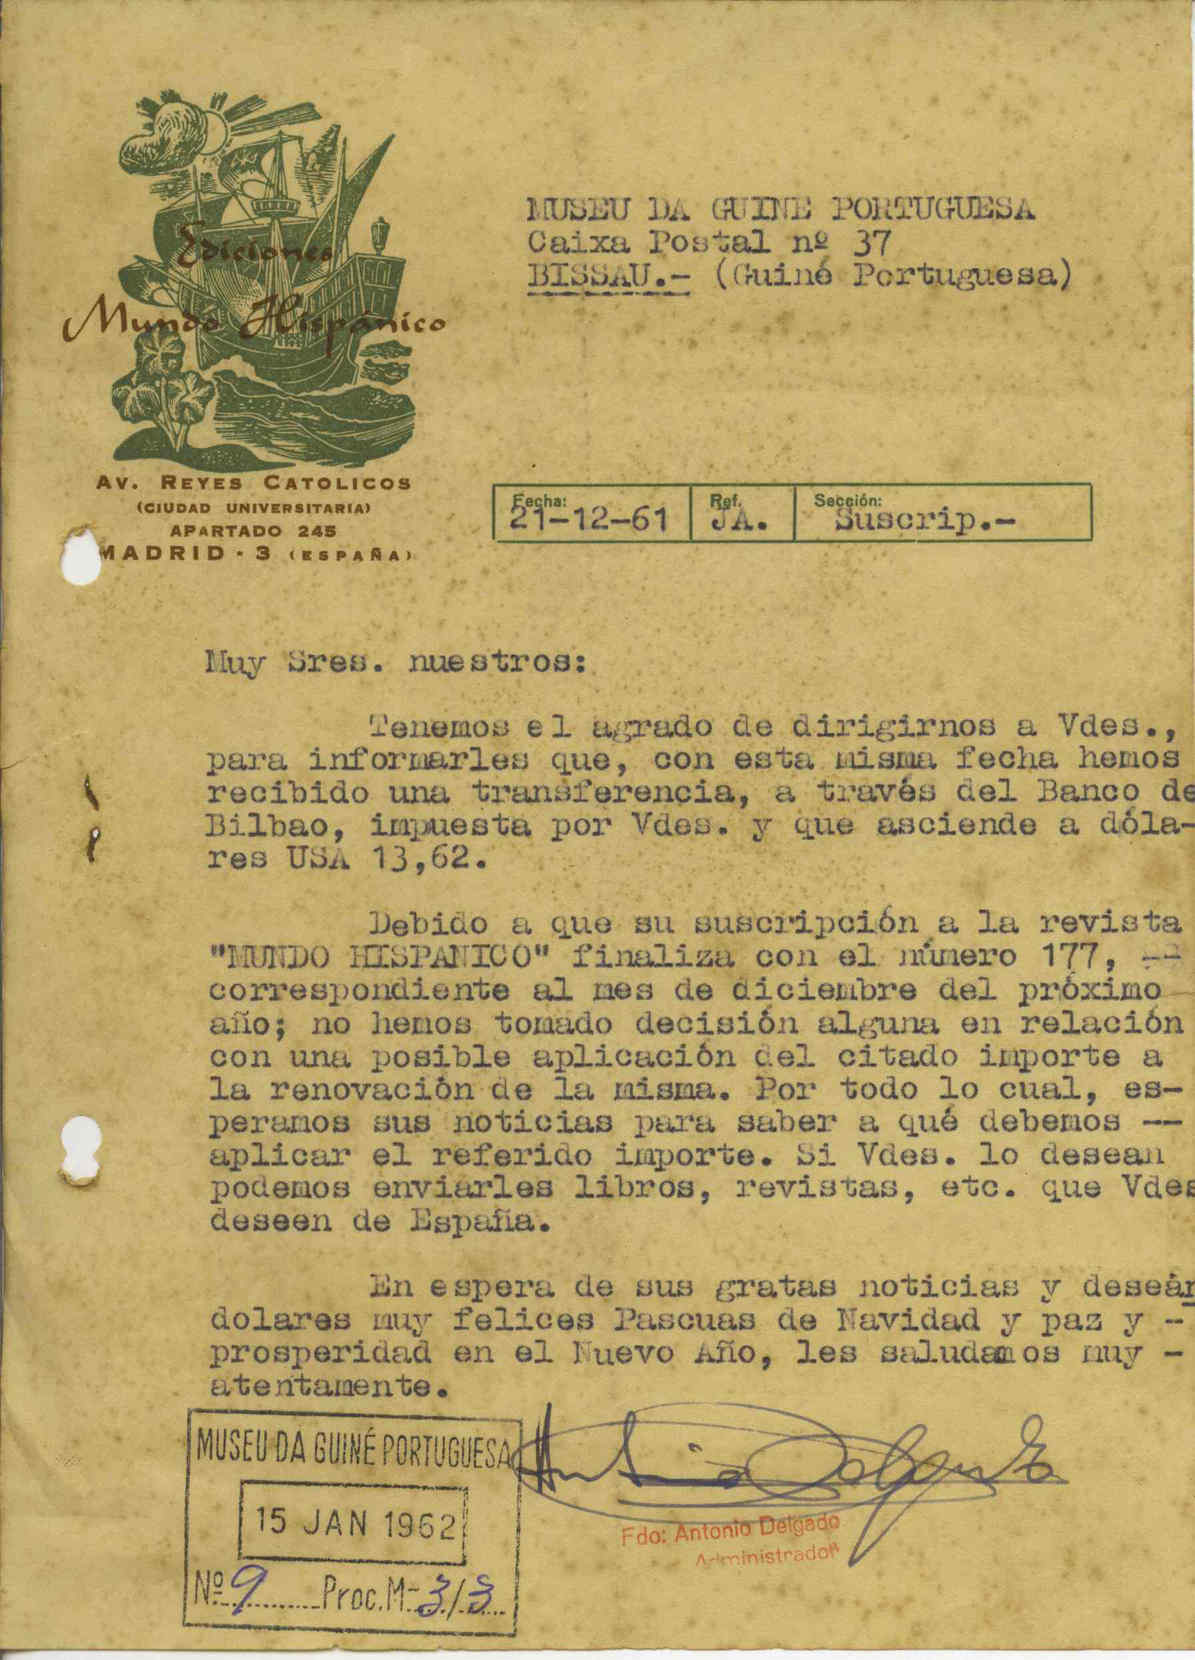 Ediciones
Mundo Hispánico
AV. REYES CATOLICOS
(CIUDAD UNIVERSITARIA)
APARTADO 245
MADRID - 3 (ESPAÑA)
MUSEU DA GUINE PORTUGUESA
Caixa Postal nº 37
BISSAU.- (Guiné Portuguesa)
Fecha: 21-12-61 Ref. JA. Sección: Suscrip.-
Muy Sres. nuestros:
Tenemos el agrado de dirigirnos a Vdes.,
para informarles que, con esta misma fecha hemos
recibido una transferencia, a través del Banco de
Bilbao, impuesta por Vdes. y que asciende a dóla-
res USA 13,62.
Debido a que su suscripción a la revista
"MUNDO HISPANICO" finaliza con el número 177, --
correspondiente al mes de diciembre del próximo
año; no hemos tomado decisión alguna en relación
con una posible aplicación del citado importe a
la renovación de la misma. Por todo lo cual, es-
peramos sus noticias para saber a qué debemos --
aplicar el referido importe. Si Vdes. lo desean
podemos enviarles libros, revistas, etc. que Vdes
deseen de España.
En espera de sus gratas noticias y deseán
dolares muy felices Pascuas de Navidad y paz y -
prosperidad en el Nuevo Año, les saludamos muy -
atentamente.
Antonio Delgado
Fdo: Antonio Delgado
Administrador
MUSEU DA GUINÉ PORTUGUESA
15 JAN 1962
Nº 9 Proc. M-3/3